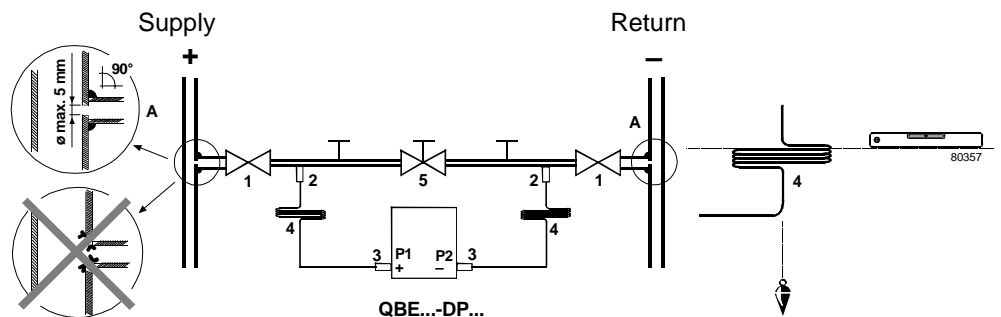 Supply
Return
+
–
90°
ø max. 5 mm
A
A
80357
1
2
5
2
1
4
4
4
3
P1
+
P2
–
3
QBE...-DP...